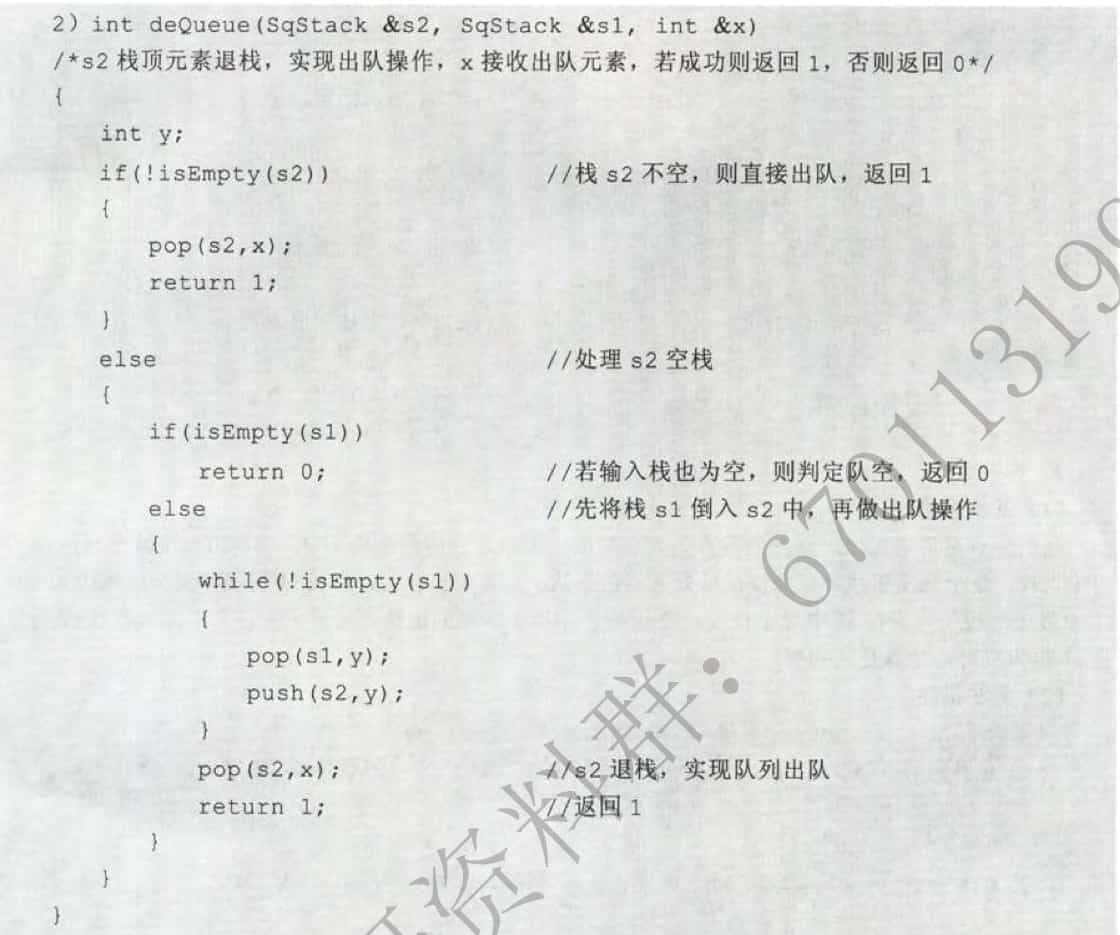 2) int deQueue(SqStack &s2, SqStack &s1, int &x)
/*s2 栈顶元素退栈，实现出队操作，x 接收出队元素，若成功则返回 1，否则返回 0*/
{
int y;
if(!isEmpty(s2)) //栈 s2 不空，则直接出队，返回 1
{
pop(s2,x);
return 1;
}
else //处理 s2 空栈
{
if(isEmpty(s1))
return 0; //若输入栈也为空，则判定队空，返回 0
else //先将栈 s1 倒入 s2 中，再做出队操作
{
while(!isEmpty(s1))
{
pop(s1,y);
push(s2,y);
}
pop(s2,x); //s2 退栈，实现队列出队
return 1; //返回 1
}
}
}
资料群：67011319